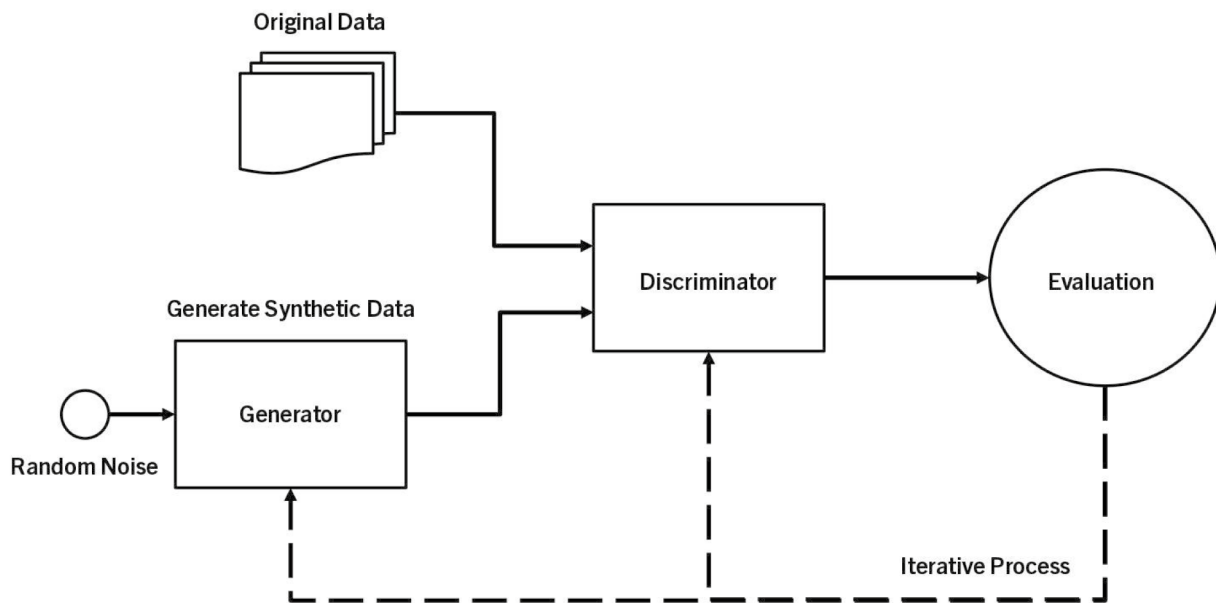 Original Data
Discriminator
Evaluation
Generate Synthetic Data
Generator
Random Noise
Iterative Process